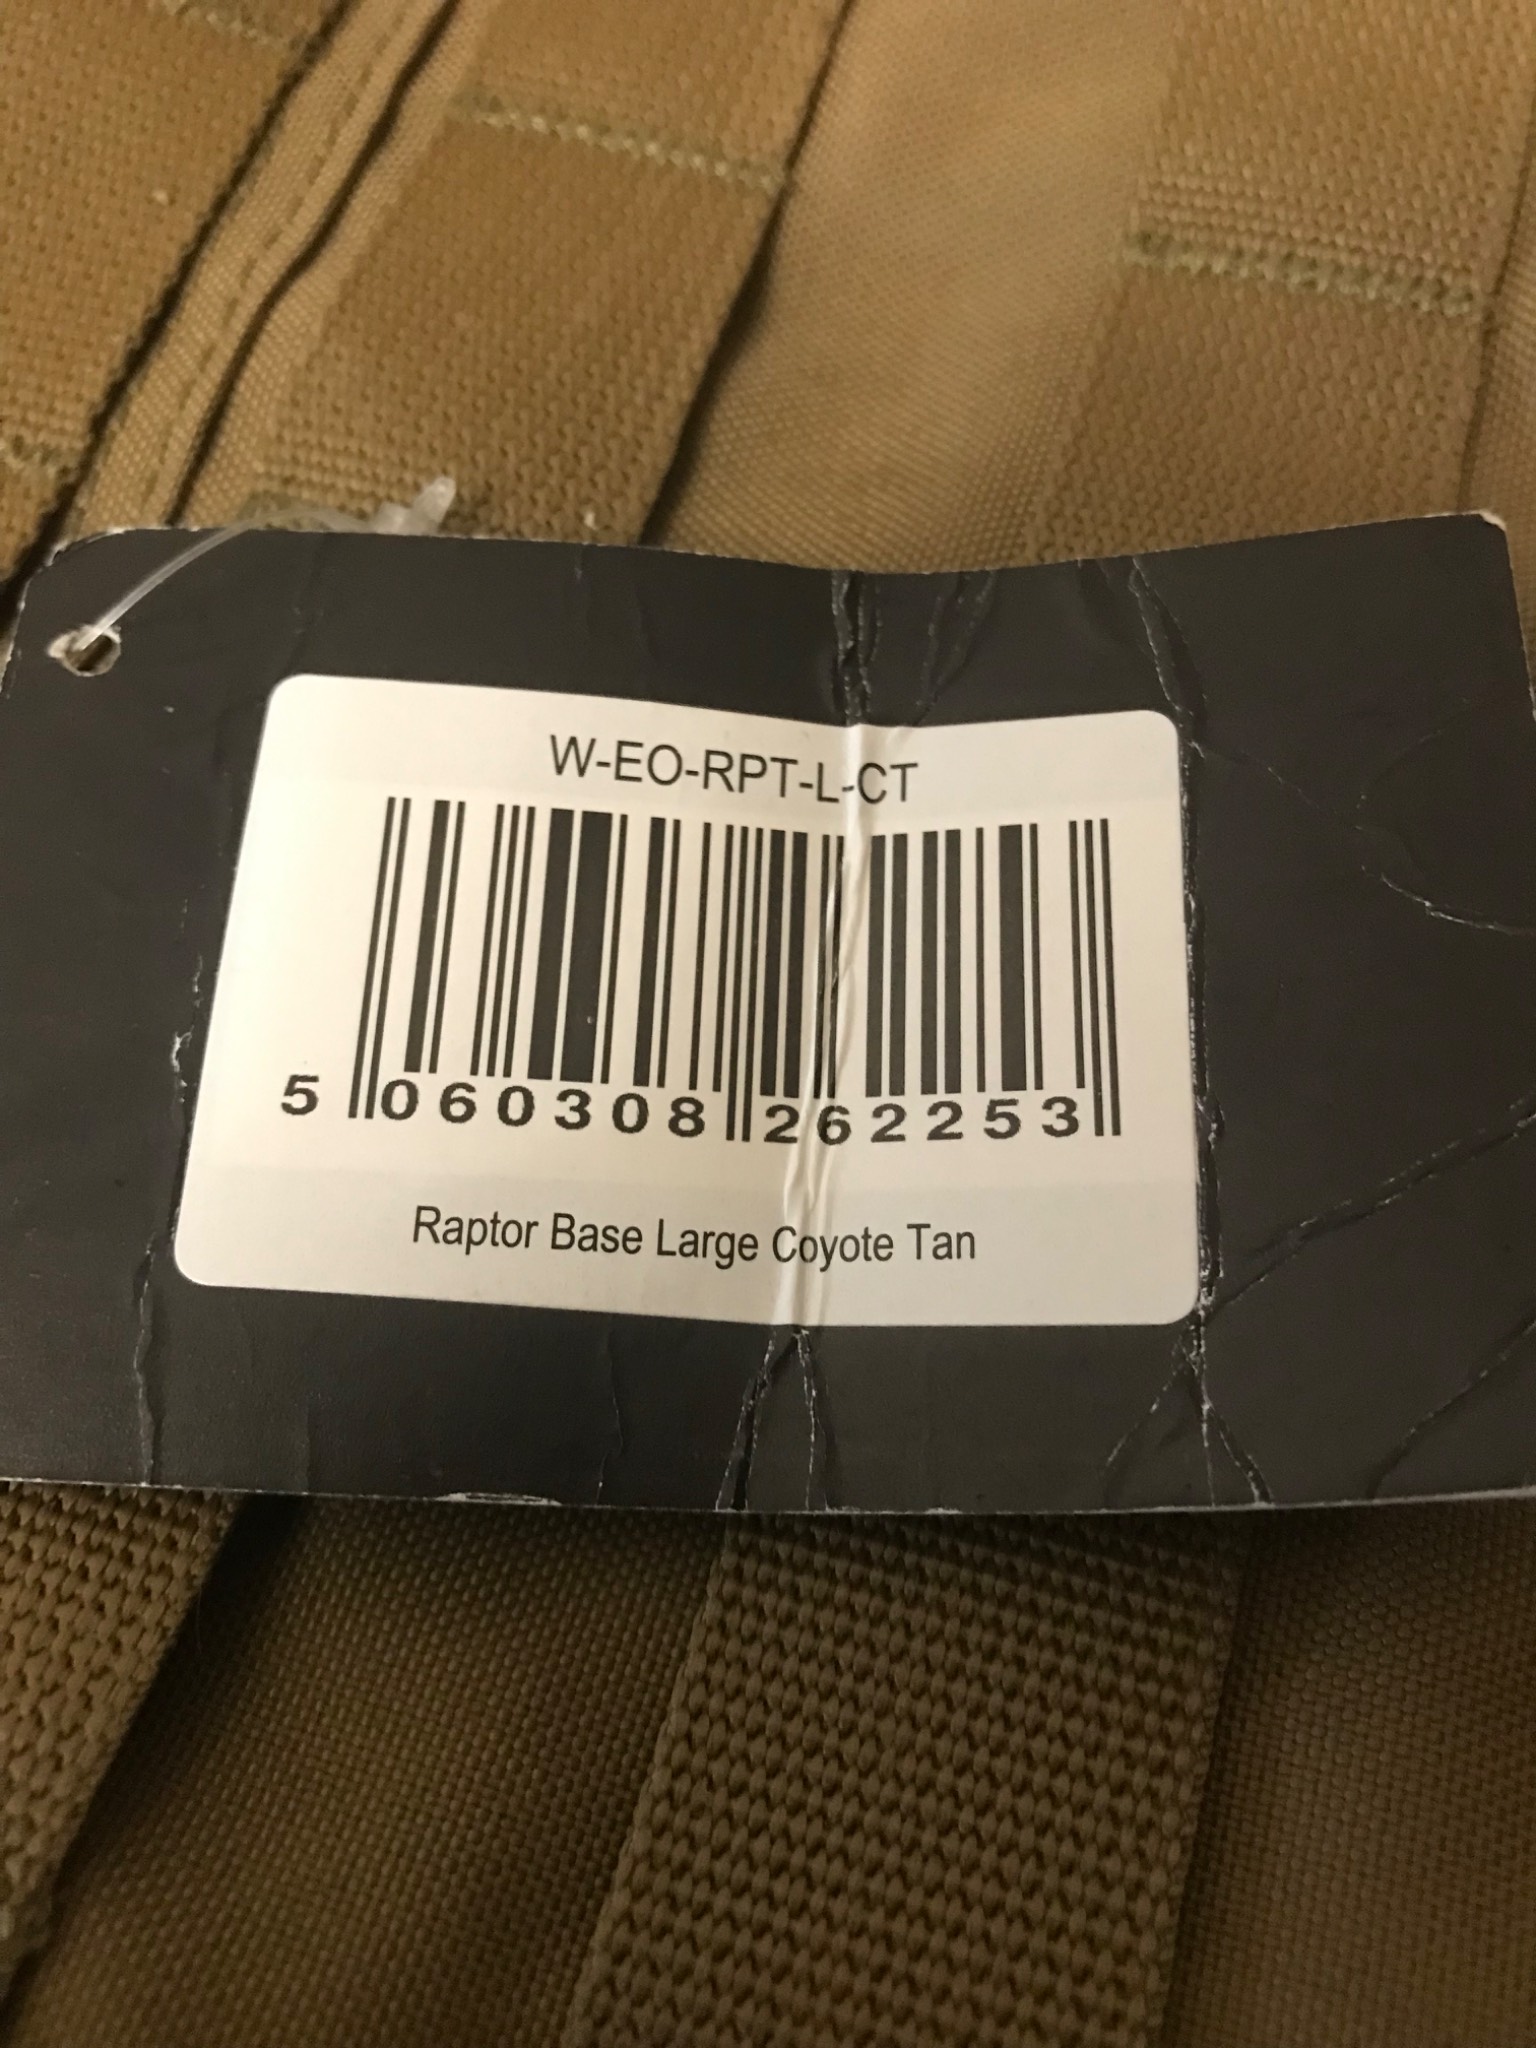 W-EO-RPT-L-CT
5 060308 262253
Raptor Base Large Coyote Tan